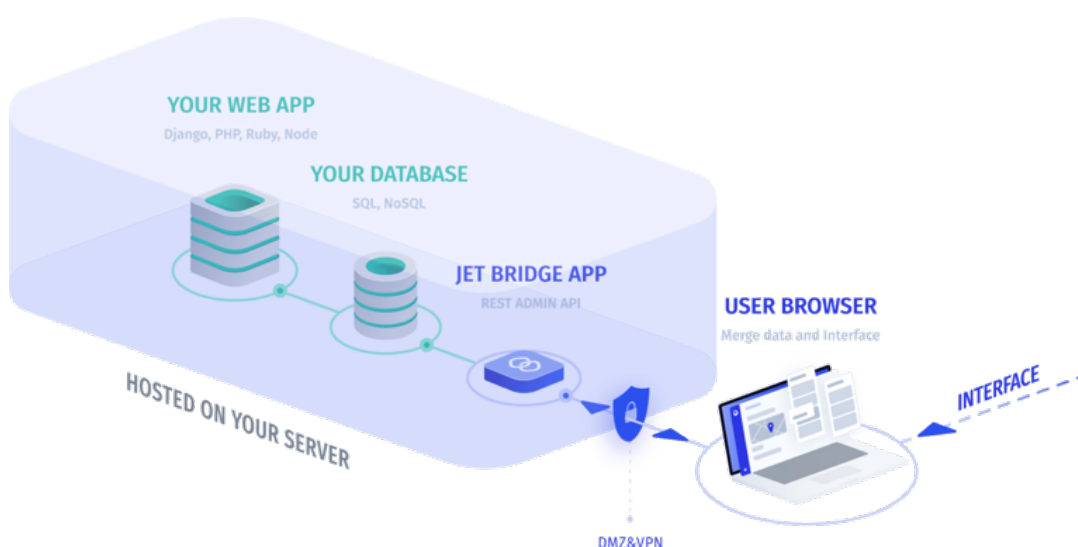 YOUR WEB APP
Django, PHP, Ruby, Node
YOUR DATABASE
SQL, NoSQL
JET BRIDGE APP
REST ADMIN API
USER BROWSER
Merge data and Interface
HOSTED ON YOUR SERVER
INTERFACE
DMZ&VPN